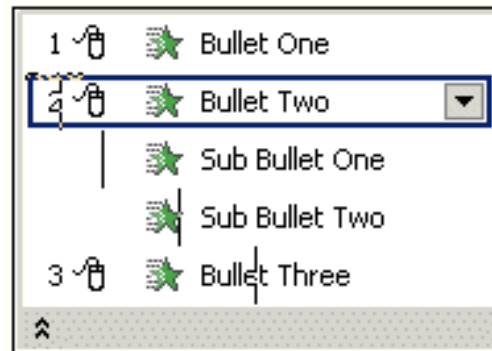 1 Bullet One
2 Bullet Two
Sub Bullet One
Sub Bullet Two
3 Bullet Three